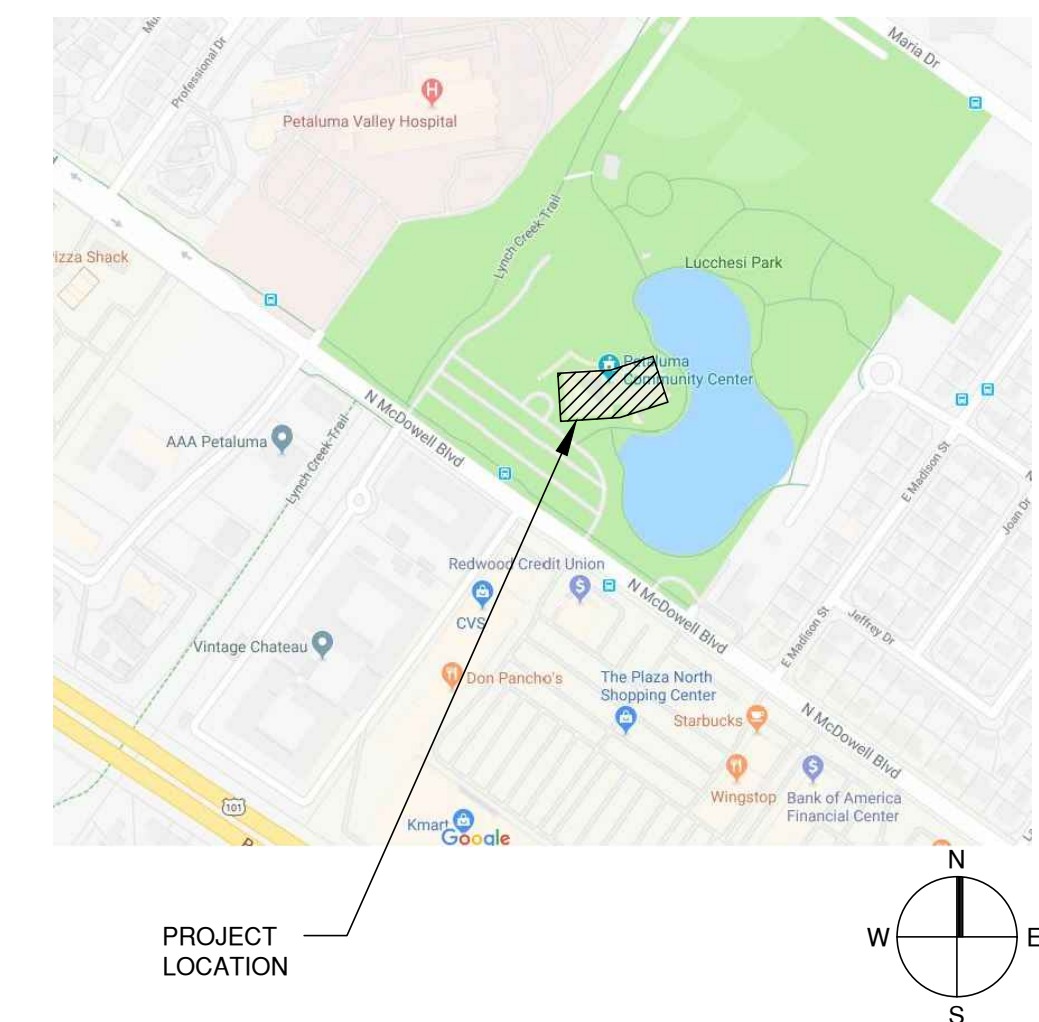 Professional Dr
Maria Dr
H
Petaluma Valley Hospital
Lynch Creek Trail
Lucchesi Park
izza Shack
Petaluma
Community Center
N McDowell Blvd
AAA Petaluma
Lynch Creek Trail
E Madison St
Joan Dr
Redwood Credit Union
$
N McDowell Blvd
CVS
E Madison St
Jeffrey Dr
Vintage Chateau
Don Pancho's
The Plaza North
Shopping Center
Starbucks
N McDowell Blvd
Wingstop
$
Bank of America
Financial Center
101
Kmart
Google
N
W
E
S
PROJECT
LOCATION